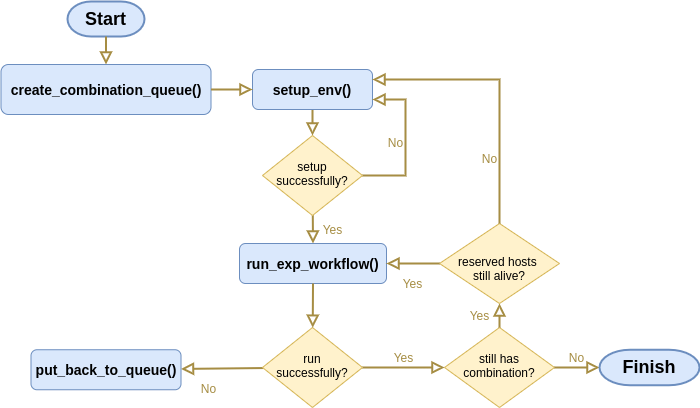 Start
create_combination_queue()
setup_env()
No
No
setup
successfully?
Yes
run_exp_workflow()
reserved hosts
still alive?
Yes
Yes
put_back_to_queue()
No
run
successfully?
Yes
still has
combination?
No
Finish